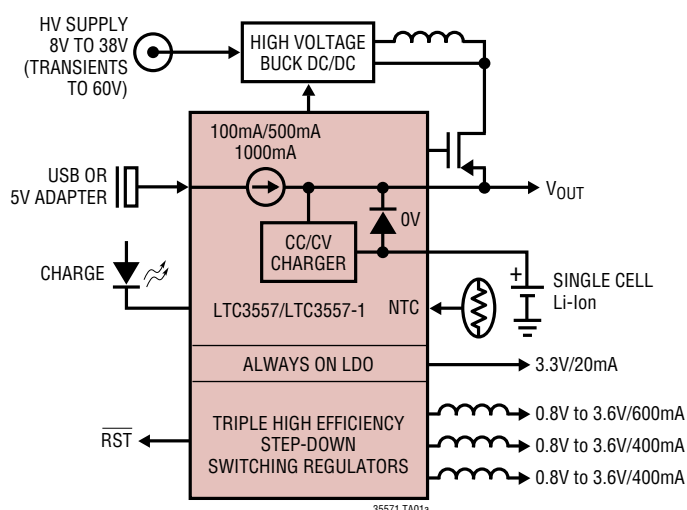 HV SUPPLY
8V TO 38V
(TRANSIENTS
TO 60V)
HIGH VOLTAGE
BUCK DC/DC
100mA/500mA
1000mA
USB OR
5V ADAPTER
VOUT
0V
CC/CV
CHARGER
CHARGE
+
SINGLE CELL
Li-Ion
LTC3557/LTC3557-1
NTC
ALWAYS ON LDO
3.3V/20mA
TRIPLE HIGH EFFICIENCY
STEP-DOWN
SWITCHING REGULATORS
RST
0.8V to 3.6V/600mA
0.8V to 3.6V/400mA
0.8V to 3.6V/400mA
35571 TA01a